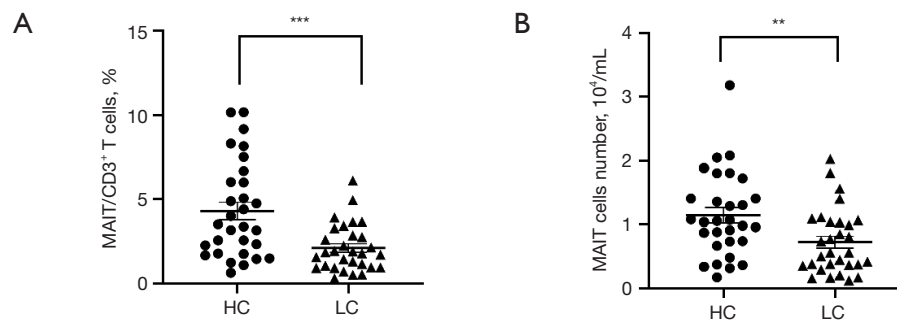 A
***
MAIT/CD3⁺ T cells, %
15
10
5
0
HC LC
B
**
MAIT cells number, 10⁴/mL
4
3
2
1
0
HC LC